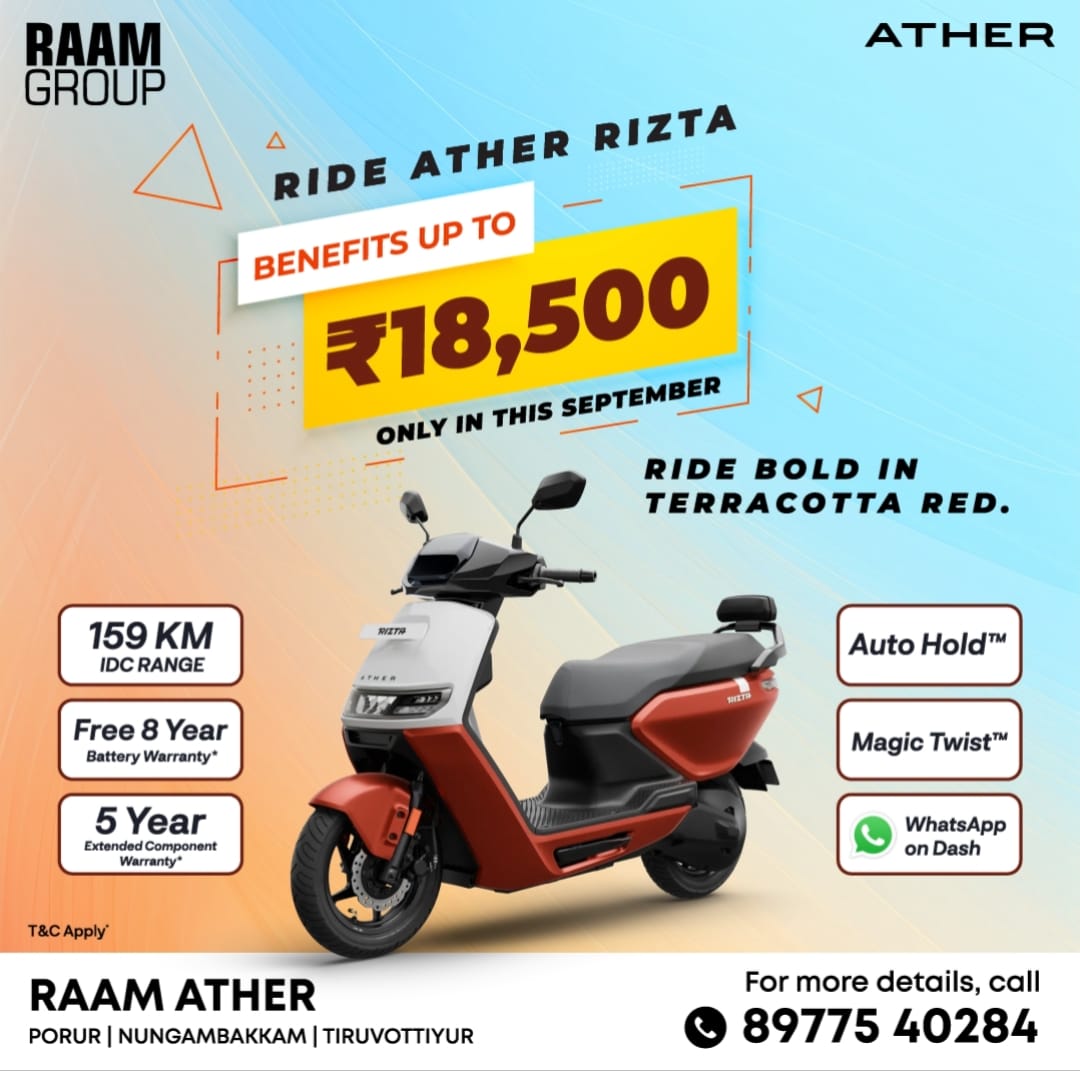 RAAM
GROUP
ATHER
RIDE ATHER RIZTA
BENEFITS UP TO
₹18,500
ONLY IN THIS SEPTEMBER
RIDE BOLD IN
TERRACOTTA RED.
RIZTA
ATHER
RIZTA
159 KM
IDC RANGE
Free 8 Year
Battery Warranty*
5 Year
Extended Component
Warranty*
Auto Hold™
Magic Twist™
WhatsApp
on Dash
T&C Apply*
RAAM ATHER
PORUR | NUNGAMBAKKAM | TIRUVOTTIYUR
For more details, call
89775 40284